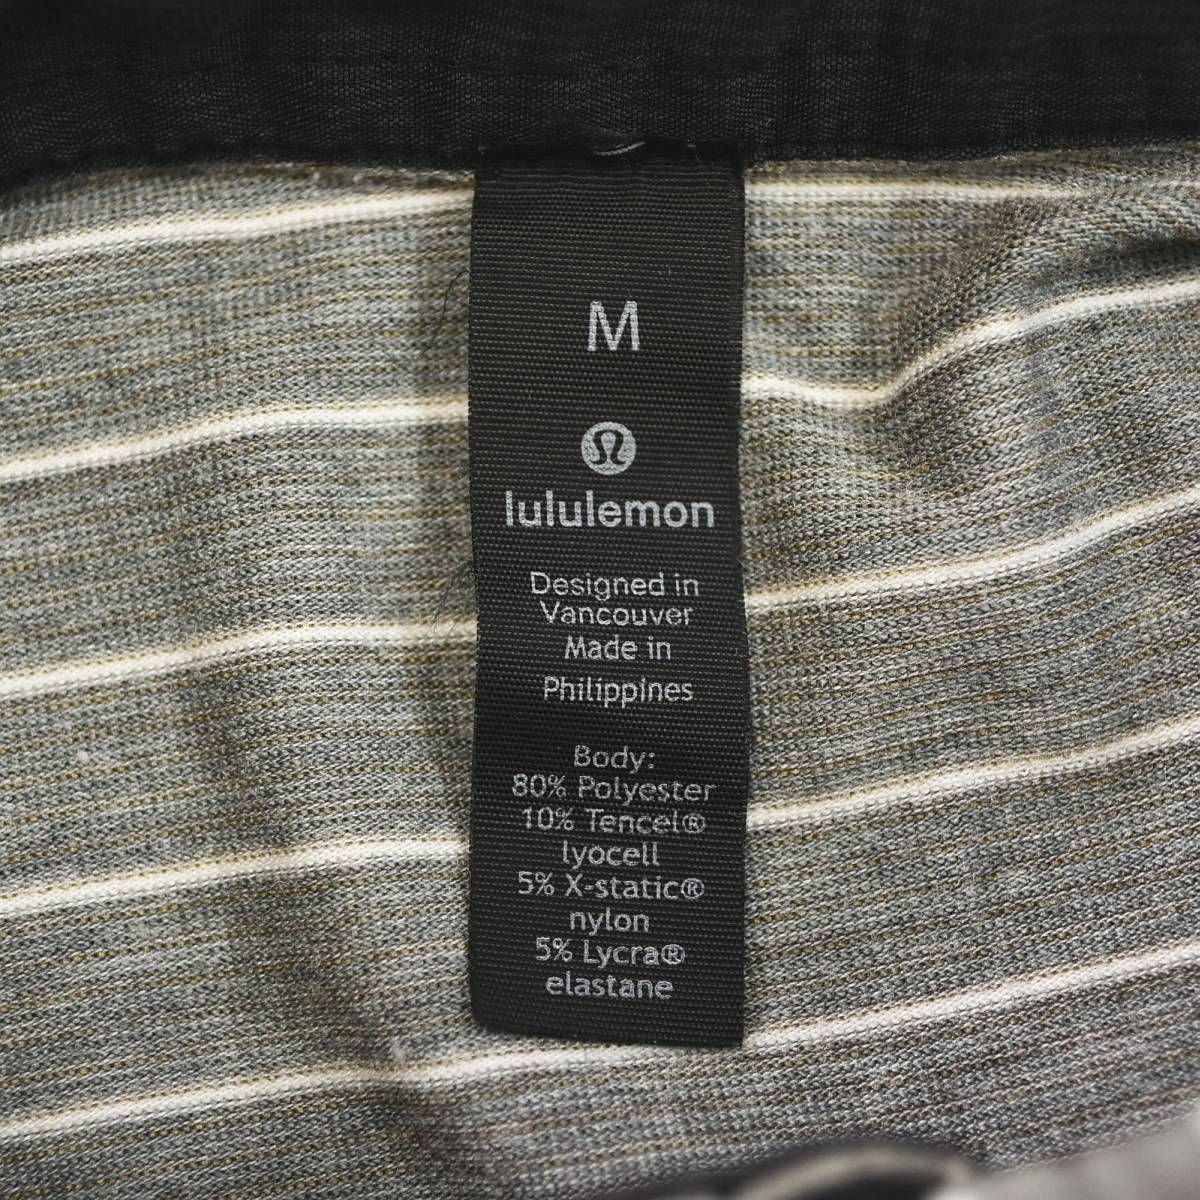 M
lululemon
Designed in
Vancouver
Made in
Philippines
Body:
80% Polyester
10% Tencel®
lyocell
5% X-static®
nylon
5% Lycra®
elastane